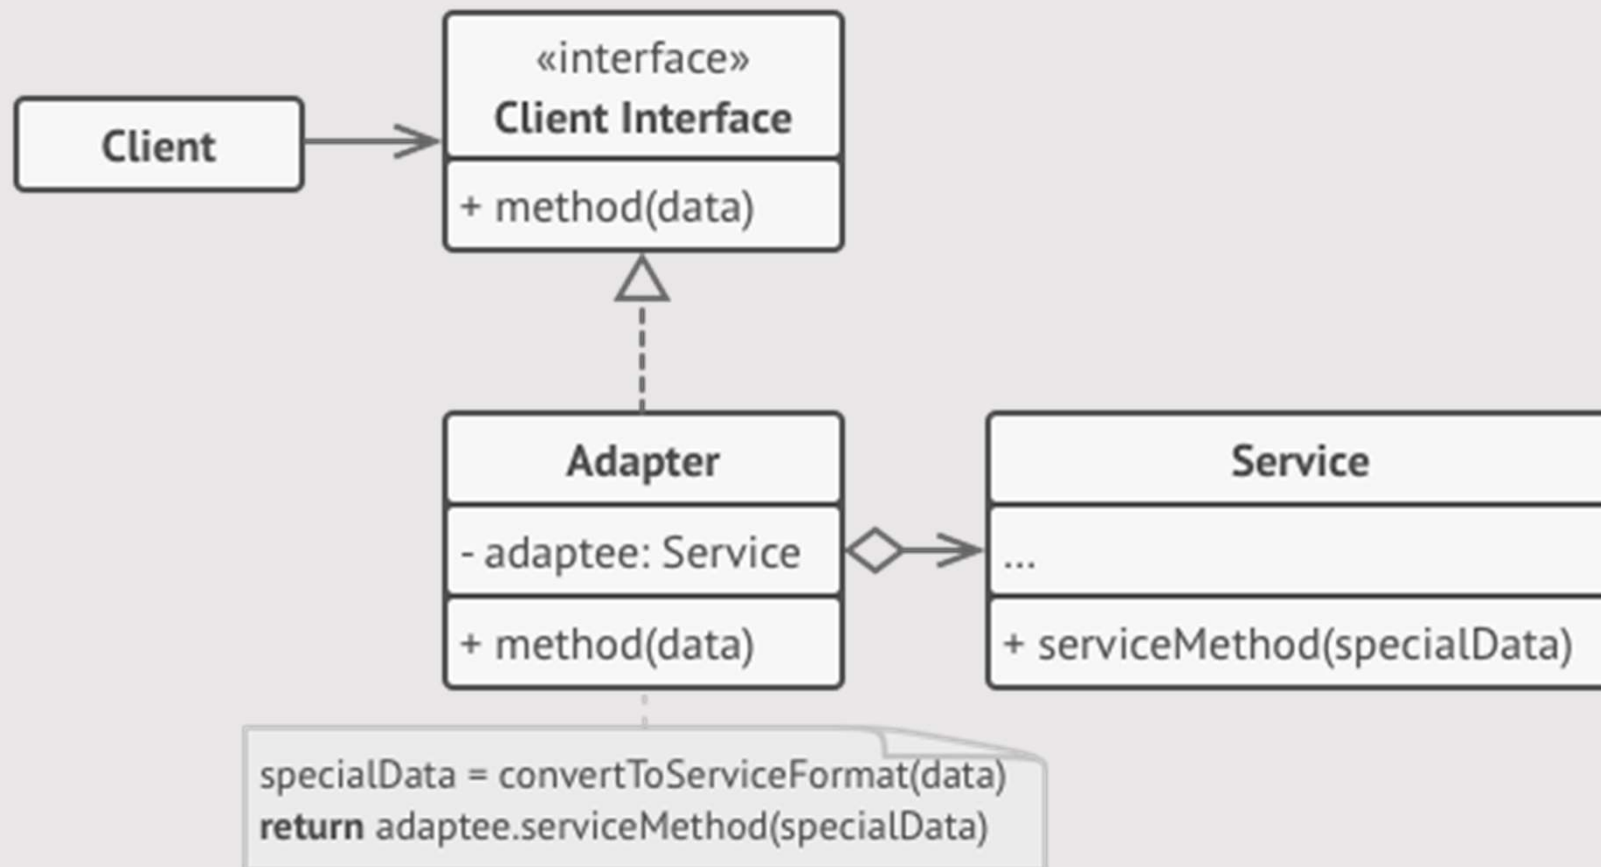 «interface»
Client Interface
Client
+ method(data)
Adapter
Service
- adaptee: Service
...
+ method(data)
+ serviceMethod(specialData)
specialData = convertToServiceFormat(data)
return adaptee.serviceMethod(specialData)